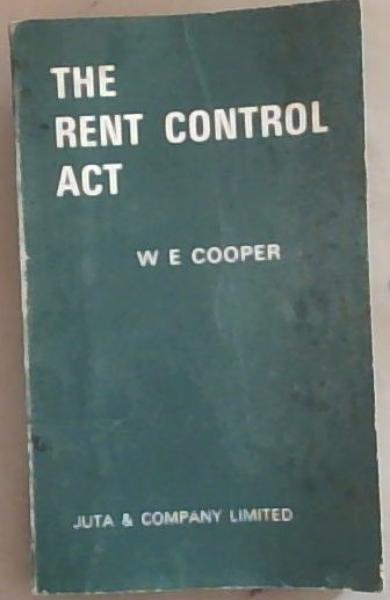 THE
RENT CONTROL
ACT
W E COOPER
JUTA & COMPANY LIMITED